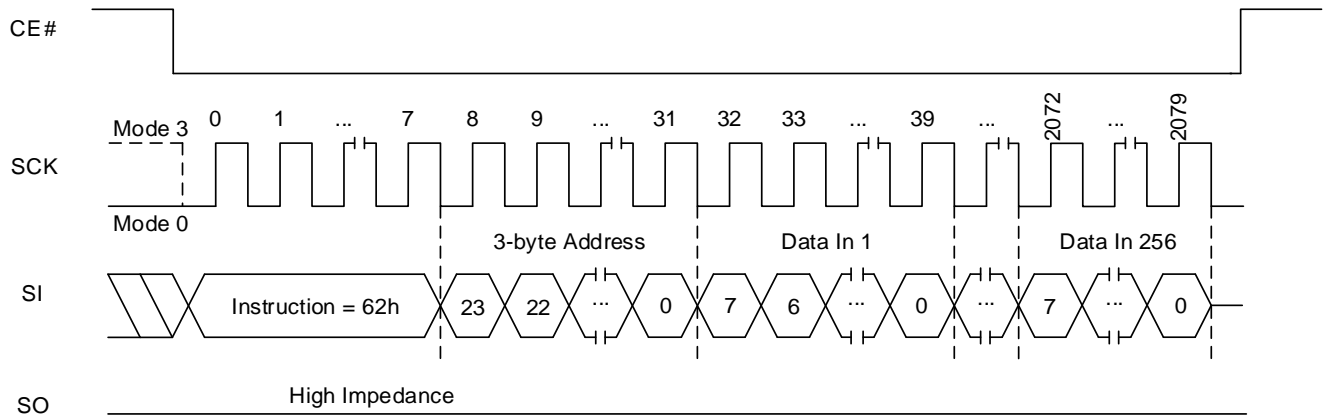 CE#
0 1 ... 7 8 9 ... 31 32 33 ... 39 ... 2072 ... 2079
Mode 3
SCK
Mode 0
3-byte Address Data In 1 Data In 256
SI Instruction = 62h 23 22 ... 0 7 6 ... 0 ... 7 ... 0
High Impedance
SO